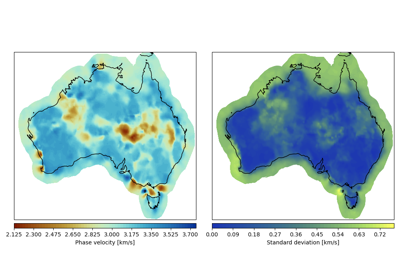 2.125 2.300 2.475 2.650 2.825 3.000 3.175 3.350 3.525 3.700
Phase velocity [km/s]
0.00 0.09 0.18 0.27 0.36 0.45 0.54 0.63 0.72
Standard deviation [km/s]